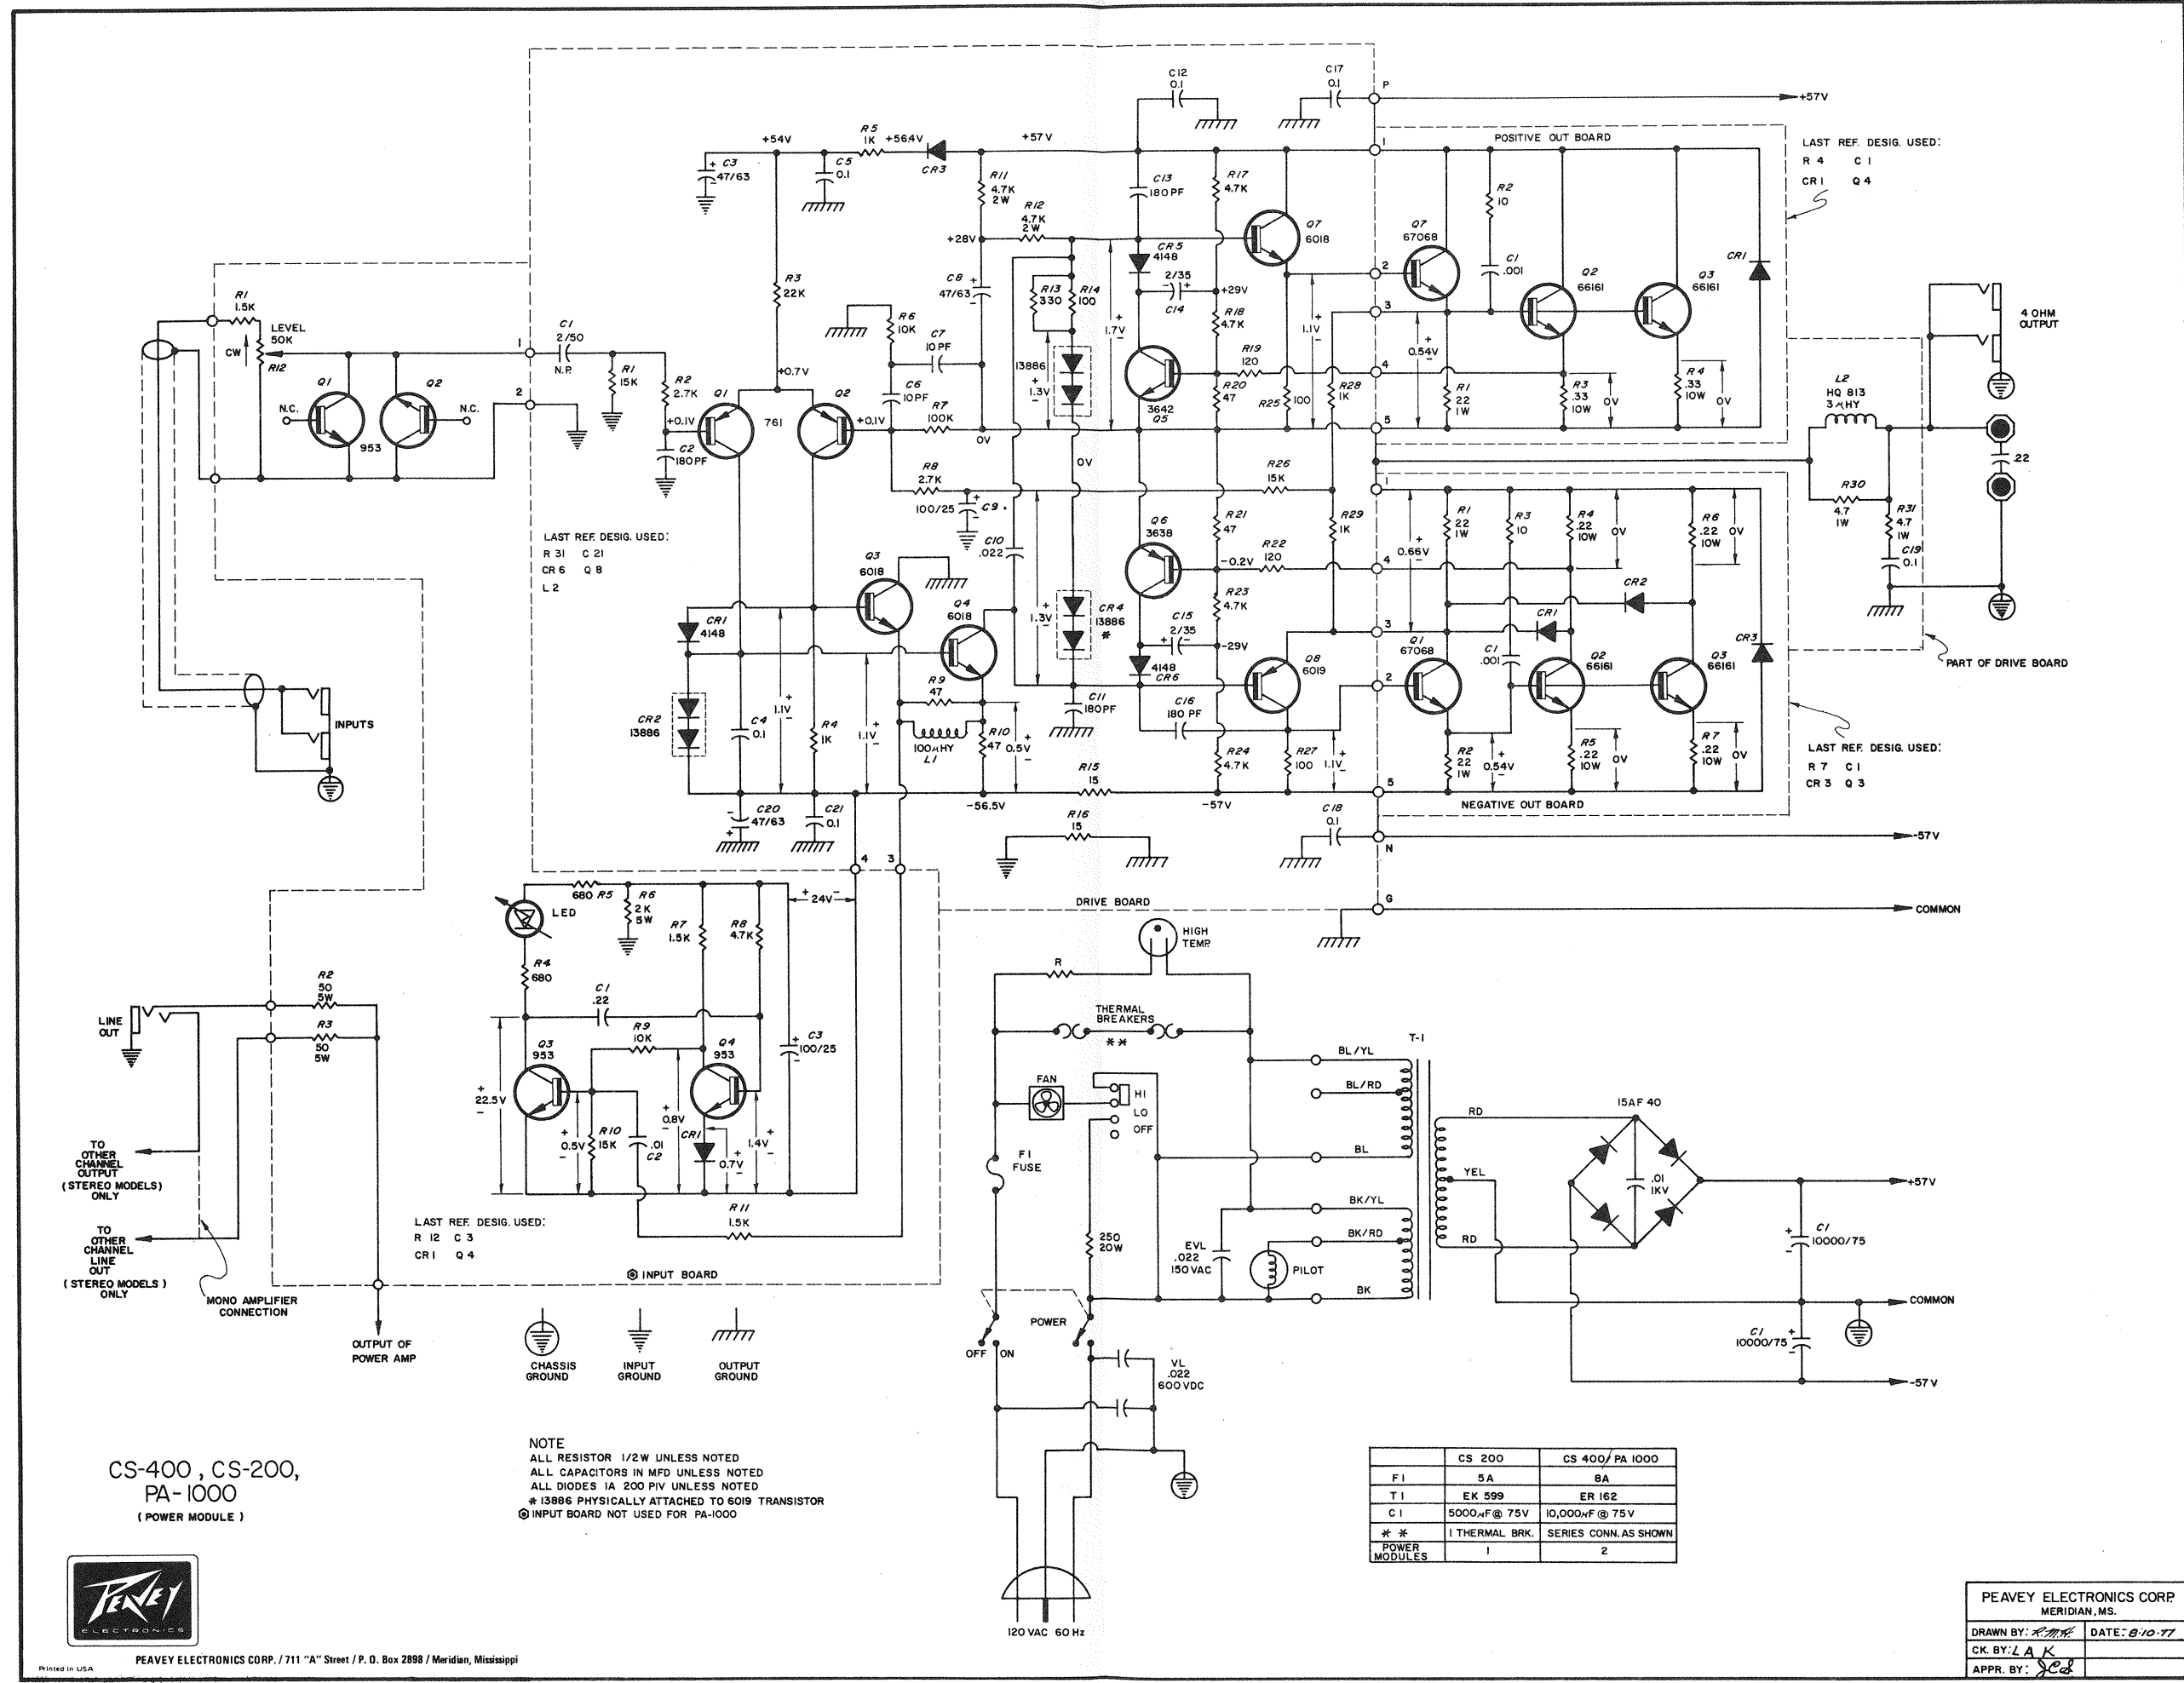 C12
0.1
C17
0.1
P
+57V
+54V
R5
1K
+56.4V
+57V
CR3
C3
47/63
C5
0.1
1
POSITIVE OUT BOARD
LAST REF. DESIG. USED:
R 4 C 1
CR 1 Q 4
R11
4.7K
2W
R12
4.7K
2W
+28V
C13
180PF
R17
4.7K
Q7
6018
Q7
67068
R2
10
C1
.001
Q2
66161
Q3
66161
CR1
CR5
4148
2/35
C14
+29V
R18
4.7K
R3
22K
C8
47/63
R13
330
R14
100
1.7V
1.1V
2
3
0.54V
R6
10K
C7
10PF
C6
10PF
R7
100K
13886
1.3V
3642
Q5
R19
120
R20
47
R25
100
R28
1K
4
5
R1
22
1W
R3
.33
10W
0V
R4
.33
10W
0V
R1
1.5K
LEVEL
50K
CW
R12
Q1
Q2
N.C.
N.C.
953
1
2
C1
2/50
N.P.
R1
15K
R2
2.7K
+0.1V
C2
180PF
+0.7V
Q1
761
Q2
+0.1V
0V
0V
4 OHM
OUTPUT
L2
HQ 813
3µHY
.22
R30
4.7
1W
R31
4.7
1W
C19
0.1
R8
2.7K
100/25
C9
R26
15K
C10
.022
Q6
3638
R21
47
-0.2V
R22
120
R29
1K
R23
4.7K
1
0.66V
4
3
2
R1
22
1W
R3
10
R4
.22
10W
0V
R6
.22
10W
0V
CR2
CR1
CR3
LAST REF. DESIG. USED:
R 31 C 21
CR 6 Q 8
L 2
Q3
6018
Q4
6018
CR1
4148
1.3V
CR4
13886
*
C15
2/35
-29V
4148
CR6
Q8
6019
Q1
67068
C1
.001
Q2
66161
Q3
66161
PART OF DRIVE BOARD
INPUTS
CR2
13886
C4
0.1
1.1V
R4
1K
1.1V
R9
47
100µHY
L1
R10
47
0.5V
C11
180PF
C16
180 PF
R24
4.7K
R27
100
1.1V
R2
22
1W
0.54V
R5
.22
10W
0V
R7
.22
10W
0V
LAST REF. DESIG. USED:
R 7 C 1
CR 3 Q 3
C20
47/63
C21
0.1
-56.5V
R15
15
-57V
5
NEGATIVE OUT BOARD
R16
15
C18
0.1
N
-57V
4
3
DRIVE BOARD
G
COMMON
LED
680 R5
R6
2K
5W
R7
1.5K
R8
4.7K
24V
R4
680
C1
.22
R9
10K
Q3
953
Q4
953
C3
100/25
22.5V
0.5V
R10
15K
.01
C2
0.8V
CR1
0.7V
1.4V
R11
1.5K
LAST REF. DESIG. USED:
R 12 C 3
CR 1 Q 4
INPUT BOARD
LINE
OUT
R2
50
5W
R3
50
5W
TO
OTHER
CHANNEL
OUTPUT
(STEREO MODELS)
ONLY
TO
OTHER
CHANNEL
LINE
OUT
(STEREO MODELS)
ONLY
MONO AMPLIFIER
CONNECTION
OUTPUT OF
POWER AMP
R
HIGH
TEMP.
THERMAL
BREAKERS
* *
FAN
HI
LO
OFF
F1
FUSE
250
20W
BL/YL
BL/RD
BL
BK/YL
BK/RD
BK
EVL
.022
150VAC
PILOT
T-1
RD
YEL
RD
15AF 40
.01
1KV
+57V
C1
10000/75
COMMON
C1
10000/75
-57V
POWER
OFF
ON
VL
.022
600VDC
120 VAC 60 Hz
CHASSIS
GROUND
INPUT
GROUND
OUTPUT
GROUND
NOTE
ALL RESISTOR 1/2W UNLESS NOTED
ALL CAPACITORS IN MFD UNLESS NOTED
ALL DIODES 1A 200 PIV UNLESS NOTED
* 13886 PHYSICALLY ATTACHED TO 6019 TRANSISTOR
INPUT BOARD NOT USED FOR PA-1000
CS-400, CS-200,
PA-1000
(POWER MODULE)
CS 200 CS 400/PA 1000
F1 5A 8A
T1 EK 599 ER 162
C1 5000µF@ 75V 10,000µF@ 75V
* * 1 THERMAL BRK. SERIES CONN. AS SHOWN
POWER MODULES 1 2
PEAVEY
ELECTRONICS
Printed in USA
PEAVEY ELECTRONICS CORP. / 711 "A" Street / P. O. Box 2898 / Meridian, Mississippi
PEAVEY ELECTRONICS CORP.
MERIDIAN, MS.
DRAWN BY: R.M.H. DATE: 8-10-77
CK. BY: L A K
APPR. BY: